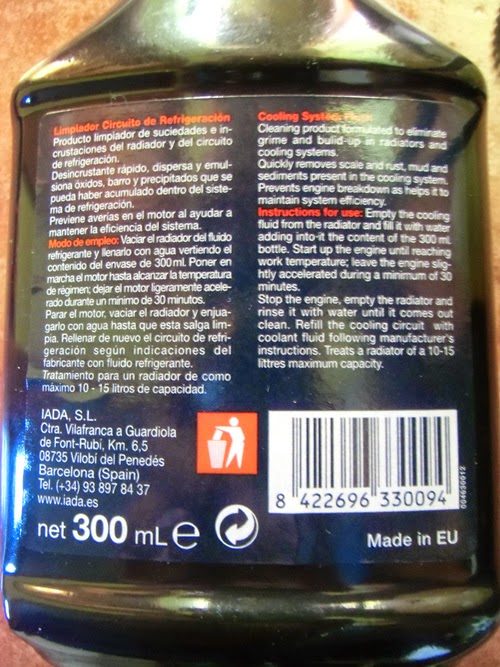 Limpiador Circuito de Refrigeración
Producto limpiador de suciedades e in-
crustaciones del radiador y del circuito
de refrigeración.
Desincrustante rápido, dispersa y emul-
siona óxidos, barro y precipitados que se
pueda haber acumulado dentro del siste-
ma de refrigeración.
Previene averías en el motor al ayudar a
mantener la eficiencia del sistema.
Modo de empleo: Vaciar el radiador del fluido
refrigerante y llenarlo con agua vertiendo el
contenido del envase de 300 ml. Poner en
marcha el motor hasta alcanzar la temperatura
de régimen; dejar el motor ligeramente acele-
rado durante un mínimo de 30 minutos.
Parar el motor, vaciar el radiador y enjua-
garlo con agua hasta que esta salga lim-
pia. Rellenar de nuevo el circuito de refri-
geración según indicaciones del
fabricante con fluido refrigerante.
Tratamiento para un radiador de como
máximo 10 - 15 litros de capacidad.
Cooling System Flush
Cleaning product formulated to eliminate
grime and build-up in radiators and
cooling systems.
Quickly removes scale and rust, mud and
sediments present in the cooling system.
Prevents engine breakdown as helps it to
maintain system efficiency.
Instructions for use: Empty the cooling
fluid from the radiator and fill it with water
adding into-it the content of the 300 ml.
bottle. Start up the engine until reaching
work temperature; leave the engine slig-
htly accelerated during a minimum of 30
minutes.
Stop the engine, empty the radiator and
rinse it with water until it comes out
clean. Refill the cooling circuit with
coolant fluid following manufacturer's
instructions. Treats a radiator of a 10-15
littres maximum capacity.
IADA, S.L.
Ctra. Vilafranca a Guardiola
de Font-Rubí, Km. 6,5
08735 Vilobí del Penedés
Barcelona (Spain)
Tel. (+34) 93 897 84 37
www.iada.es
8 422696 330094
net 300 mL e
Made in EU